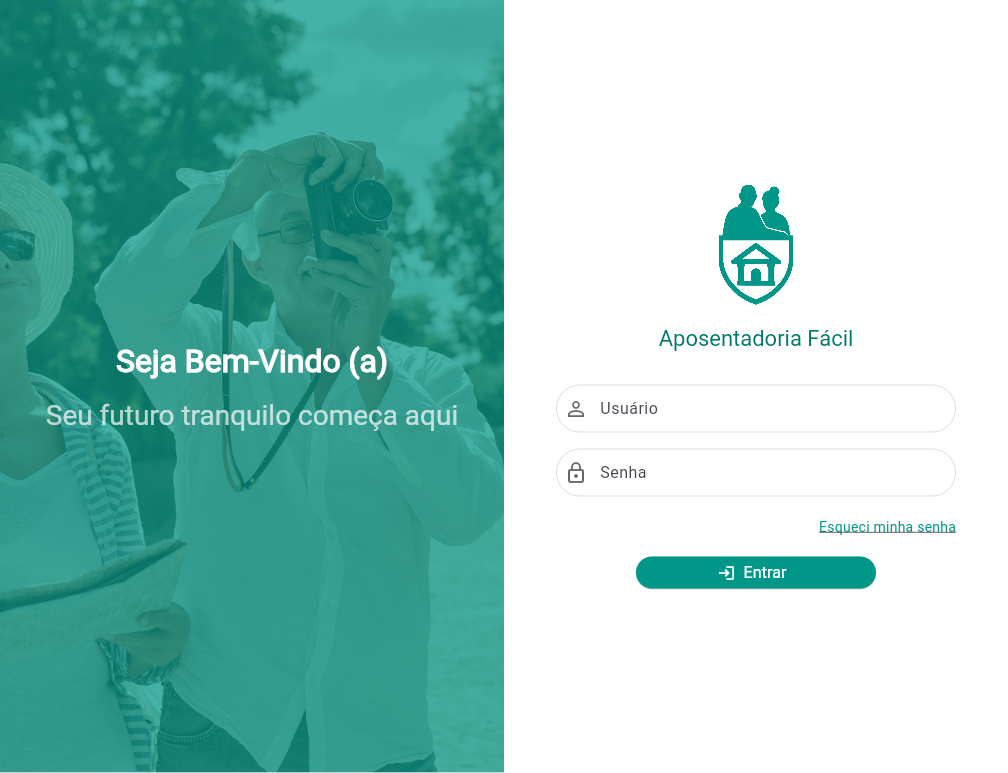 Seja Bem-Vindo (a)
Seu futuro tranquilo começa aqui
Aposentadoria Fácil
Usuário
Senha
Esqueci minha senha
Entrar